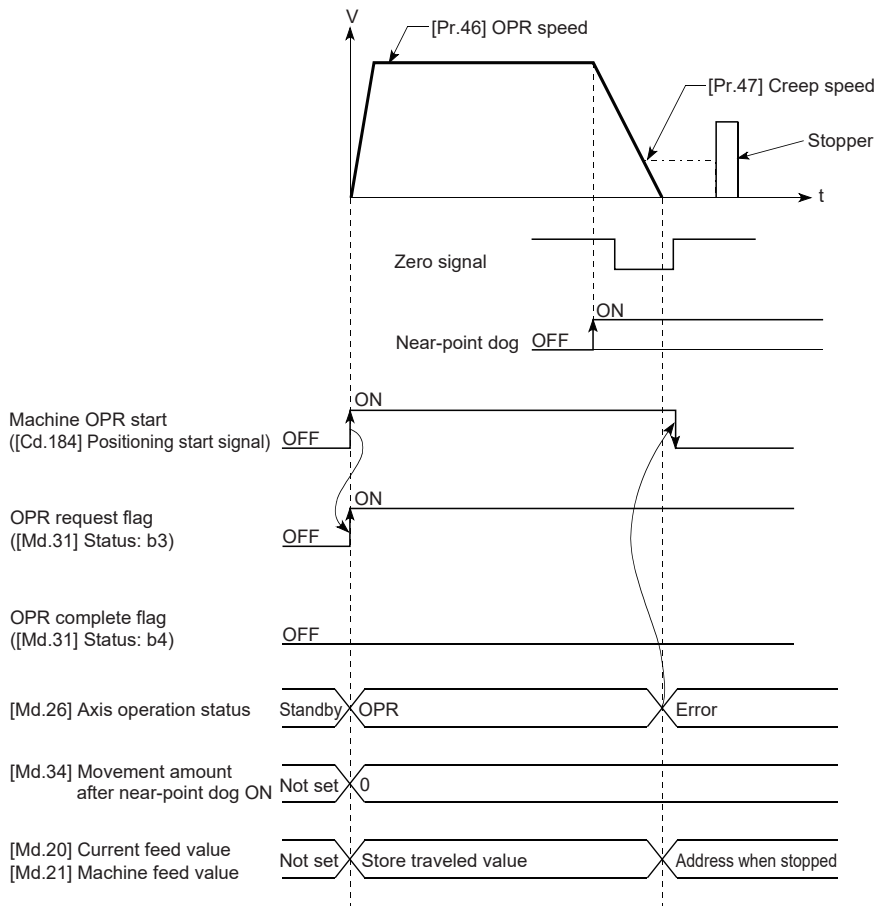 V
[Pr.46] OPR speed
[Pr.47] Creep speed
Stopper
t
Zero signal
ON
Near-point dog OFF
ON
Machine OPR start
([Cd.184] Positioning start signal) OFF
ON
OPR request flag
([Md.31] Status: b3) OFF
OPR complete flag
([Md.31] Status: b4) OFF
[Md.26] Axis operation status Standby OPR Error
[Md.34] Movement amount
after near-point dog ON Not set 0
[Md.20] Current feed value
[Md.21] Machine feed value Not set Store traveled value Address when stopped